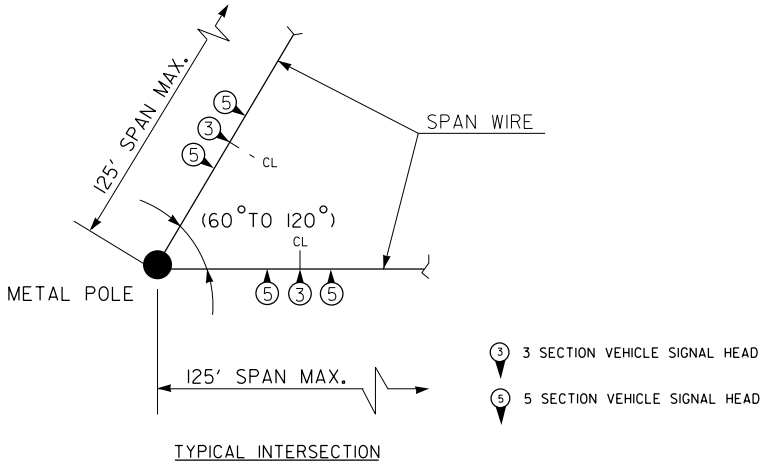 125' SPAN MAX.
5
3
5
CL
SPAN WIRE
(60° TO 120°)
CL
METAL POLE
5
3
5
3 3 SECTION VEHICLE SIGNAL HEAD
125' SPAN MAX.
5 5 SECTION VEHICLE SIGNAL HEAD
TYPICAL INTERSECTION